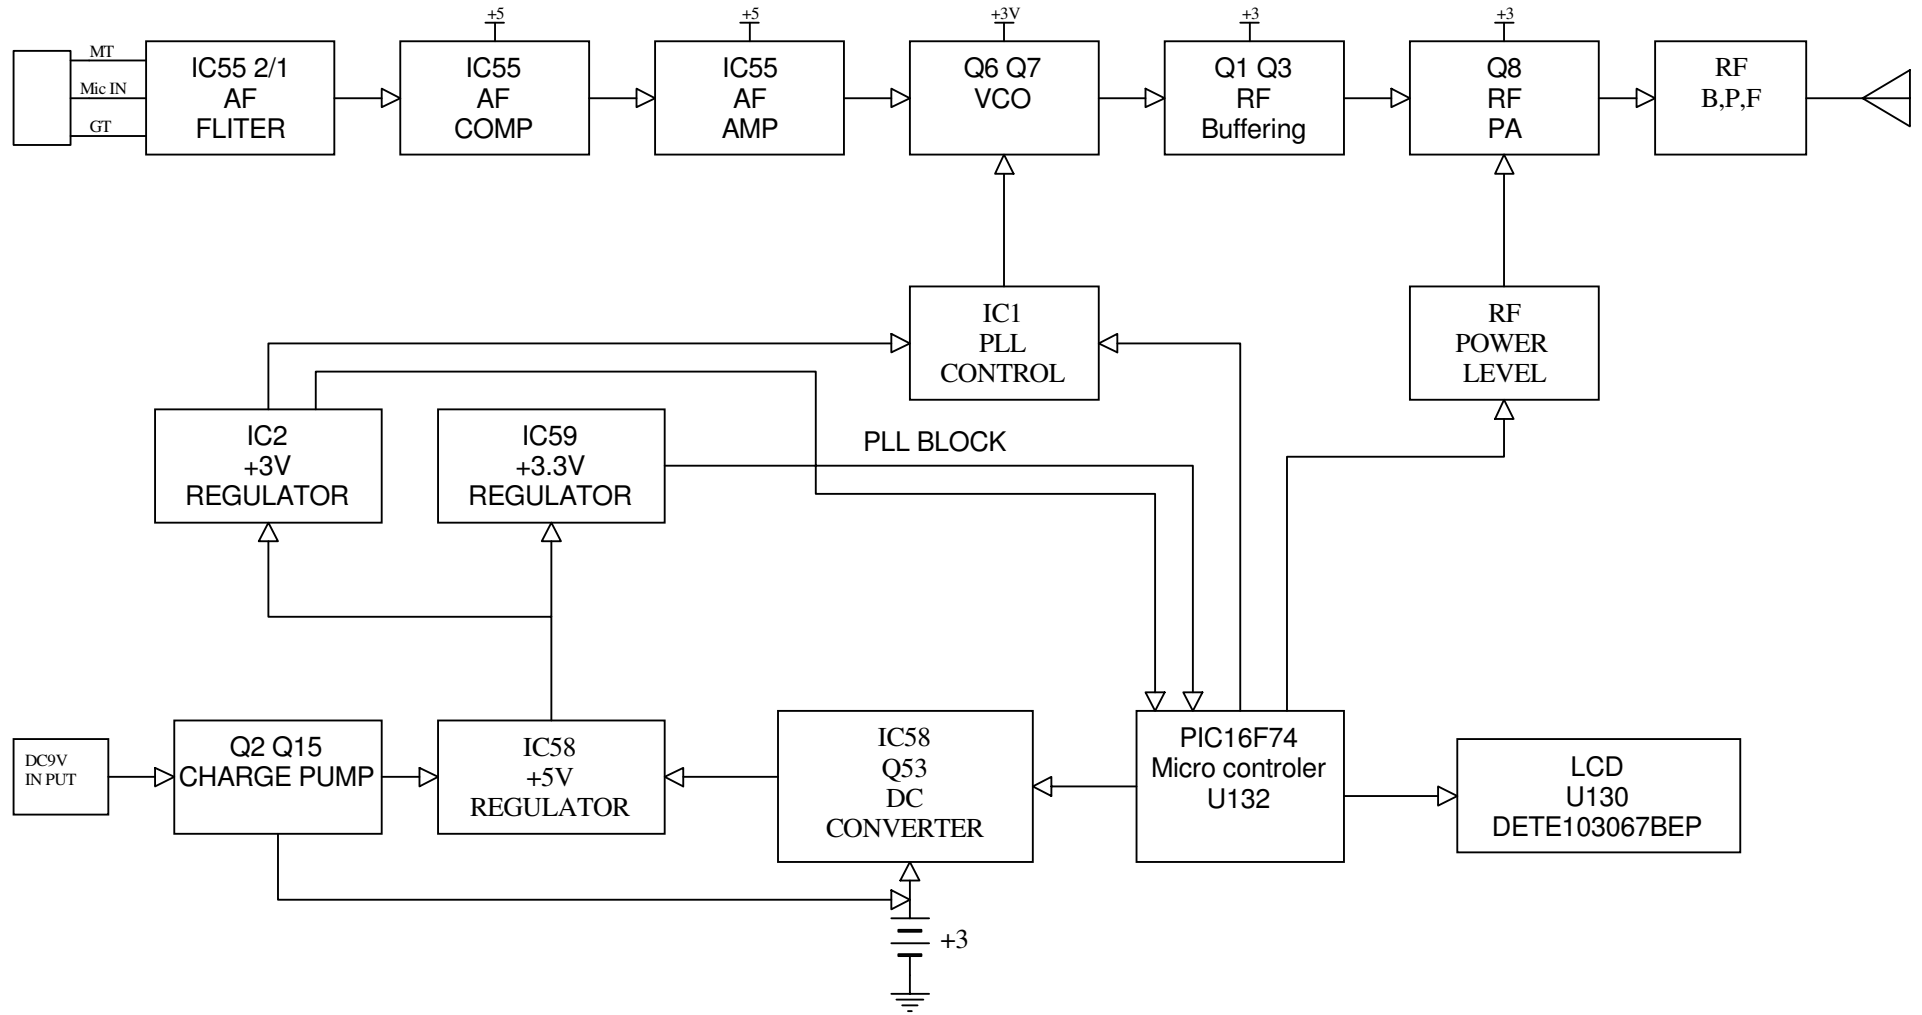 +5
+5
+3V
+3
+3
MT
Mic IN
GT
IC55 2/1
AF
FLITER
IC55
AF
COMP
IC55
AF
AMP
Q6 Q7
VCO
Q1 Q3
RF
Buffering
Q8
RF
PA
RF
B,P,F
IC1
PLL
CONTROL
RF
POWER
LEVEL
IC2
+3V
REGULATOR
IC59
+3.3V
REGULATOR
PLL BLOCK
DC9V
IN PUT
Q2 Q15
CHARGE PUMP
IC58
+5V
REGULATOR
IC58
Q53
DC
CONVERTER
PIC16F74
Micro controler
U132
LCD
U130
DETE103067BEP
+3